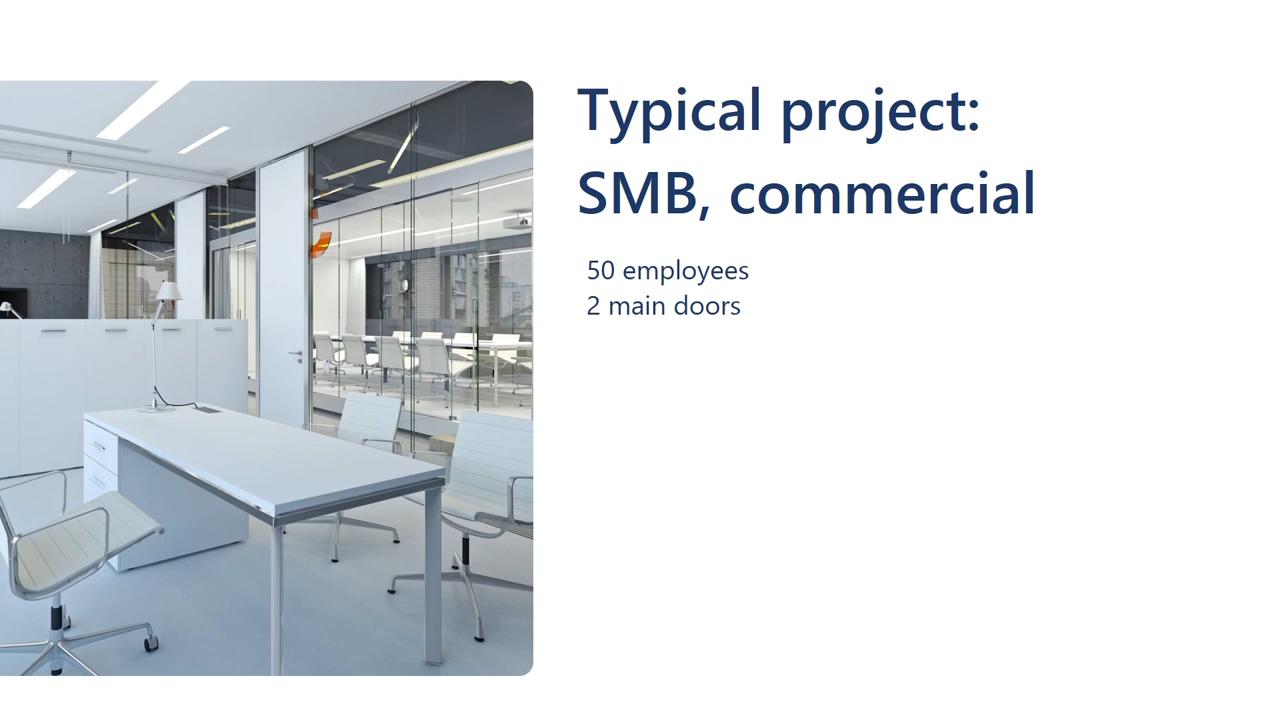 Typical project:
SMB, commercial
50 employees
2 main doors